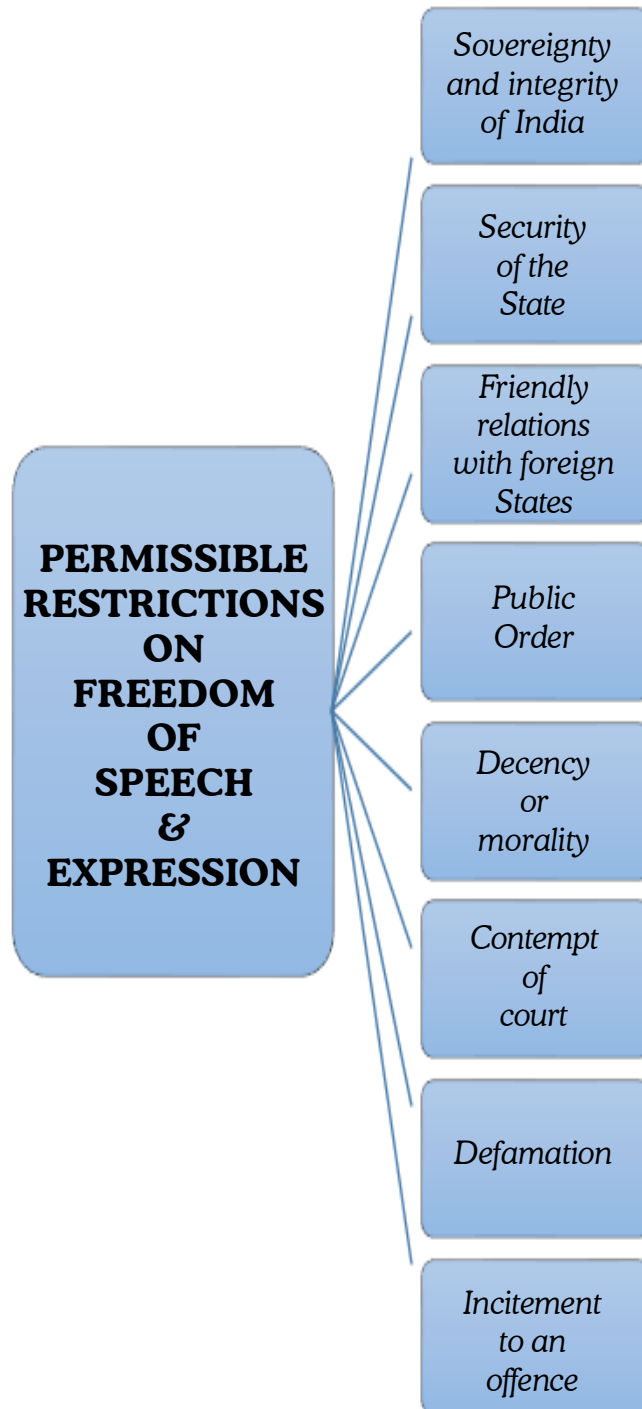 PERMISSIBLE
RESTRICTIONS
ON
FREEDOM
OF
SPEECH
&
EXPRESSION
Sovereignty
and integrity
of India
Security
of the
State
Friendly
relations
with foreign
States
Public
Order
Decency
or
morality
Contempt
of
court
Defamation
Incitement
to an
offence